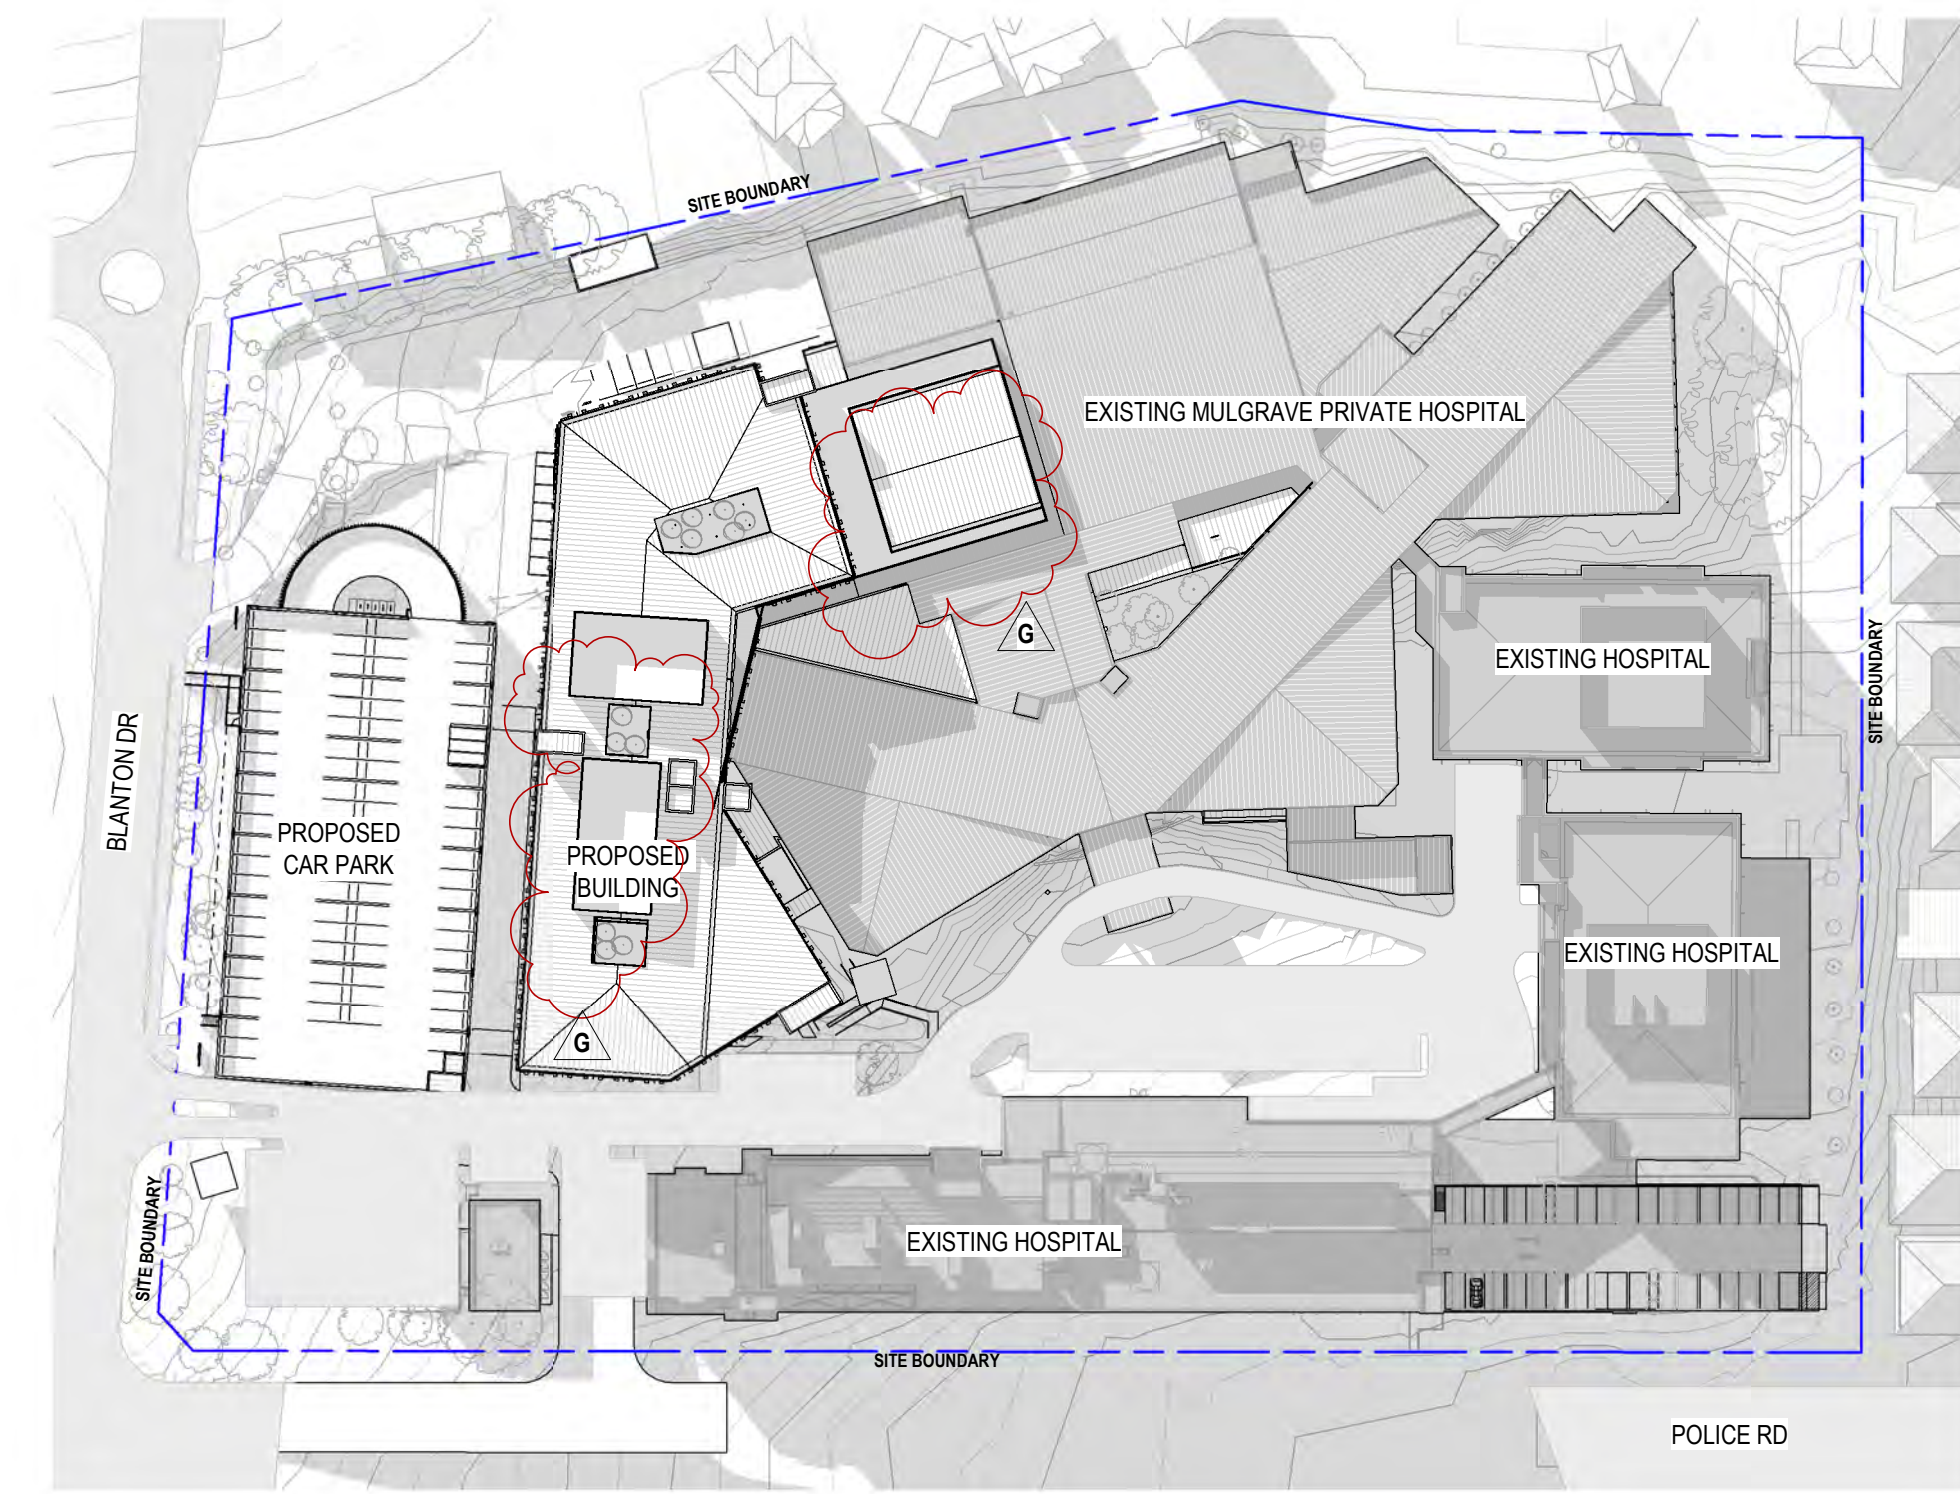 SITE BOUNDARY
EXISTING MULGRAVE PRIVATE HOSPITAL
G
EXISTING HOSPITAL
SITE BOUNDARY
BLANTON DR
PROPOSED
CAR PARK
PROPOSED
BUILDING
EXISTING HOSPITAL
G
SITE BOUNDARY
EXISTING HOSPITAL
SITE BOUNDARY
POLICE RD